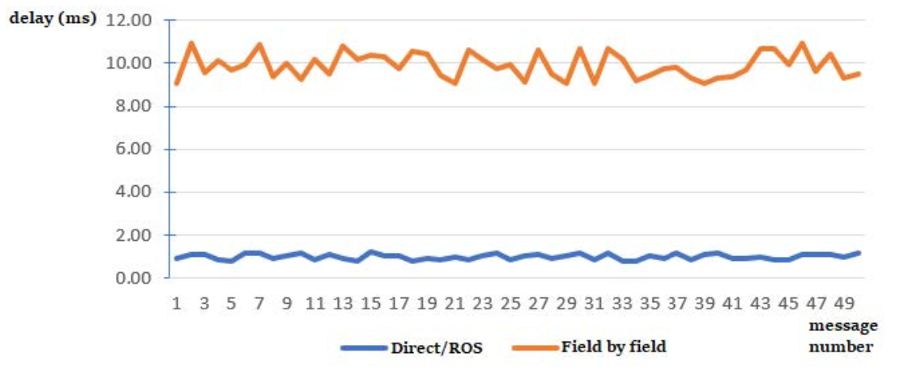 delay (ms)
12.00
10.00
8.00
6.00
4.00
2.00
0.00
1 3 5 7 9 11 13 15 17 19 21 23 25 27 29 31 33 35 37 39 41 43 45 47 49
message
number
Direct/ROS Field by field